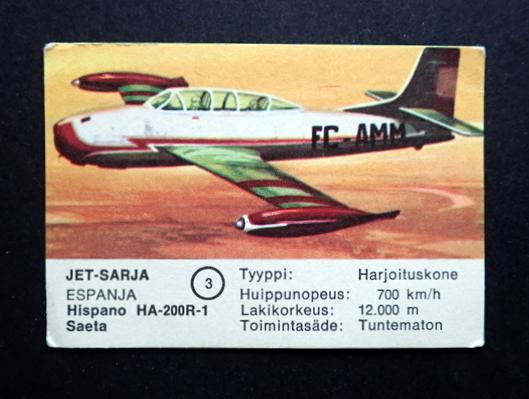 FC-AMM
JET-SARJA
ESPANJA
Hispano HA-200R-1
Saeta
3
Tyyppi: Harjoituskone
Huippunopeus: 700 km/h
Lakikorkeus: 12.000 m
Toimintasäde: Tuntematon